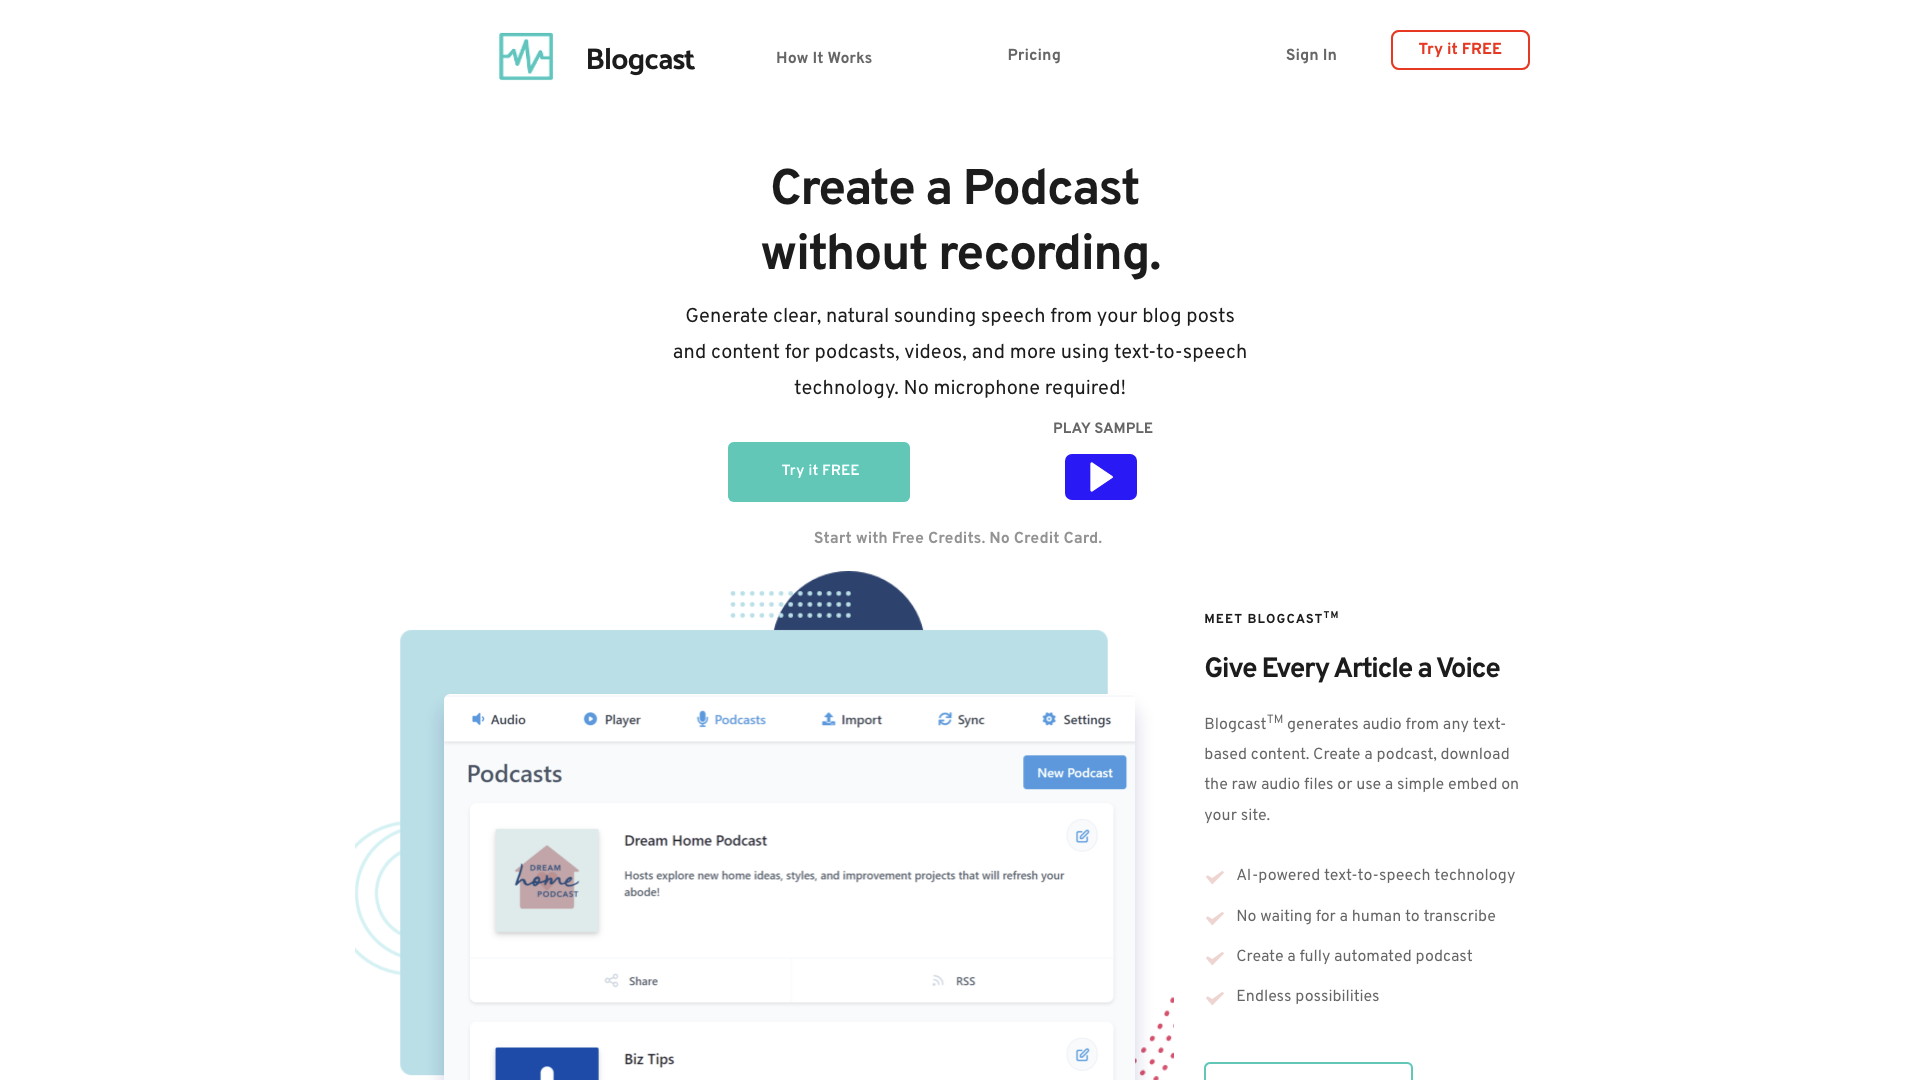 Blogcast
How It Works
Pricing
Sign In
Try it FREE
Create a Podcast
without recording.
Generate clear, natural sounding speech from your blog posts
and content for podcasts, videos, and more using text-to-speech
technology. No microphone required!
PLAY SAMPLE
Try it FREE
Start with Free Credits. No Credit Card.
Audio
Player
Podcasts
Import
Sync
Settings
Podcasts
New Podcast
DREAM
home
PODCAST
Dream Home Podcast
Hosts explore new home ideas, styles, and improvement projects that will refresh your
abode!
Share
RSS
Biz Tips
MEET BLOGCAST™
Give Every Article a Voice
Blogcast™ generates audio from any text-
based content. Create a podcast, download
the raw audio files or use a simple embed on
your site.
AI-powered text-to-speech technology
No waiting for a human to transcribe
Create a fully automated podcast
Endless possibilities